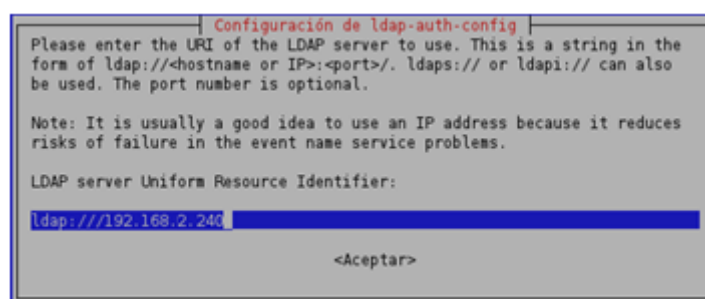 Configuración de ldap-auth-config
Please enter the URI of the LDAP server to use. This is a string in the
form of ldap://<hostname or IP>:<port>/. ldaps:// or ldapi:// can also
be used. The port number is optional.
Note: It is usually a good idea to use an IP address because it reduces
risks of failure in the event name service problems.
LDAP server Uniform Resource Identifier:
ldap:///192.168.2.240
<Aceptar>